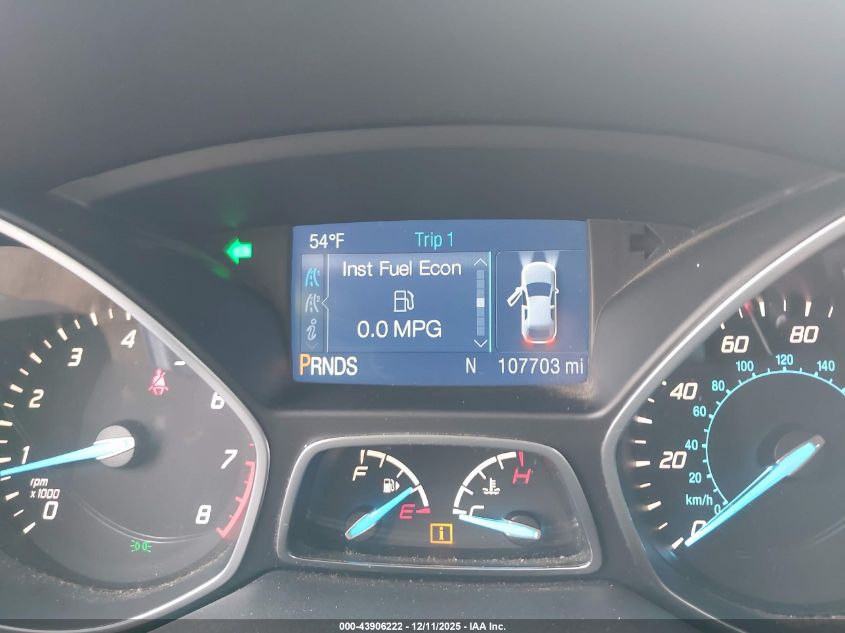 54°F Trip 1
Inst Fuel Econ
0.0 MPG
PRNDS N 107703 mi
0 1 2 3 4 6 7 8
rpm
x1000
F E
H C
i
0 20 40 60 80
0 20 40 60 80 100 120 140
km/h
000-43906222 - 12/11/2025 - IAA Inc.